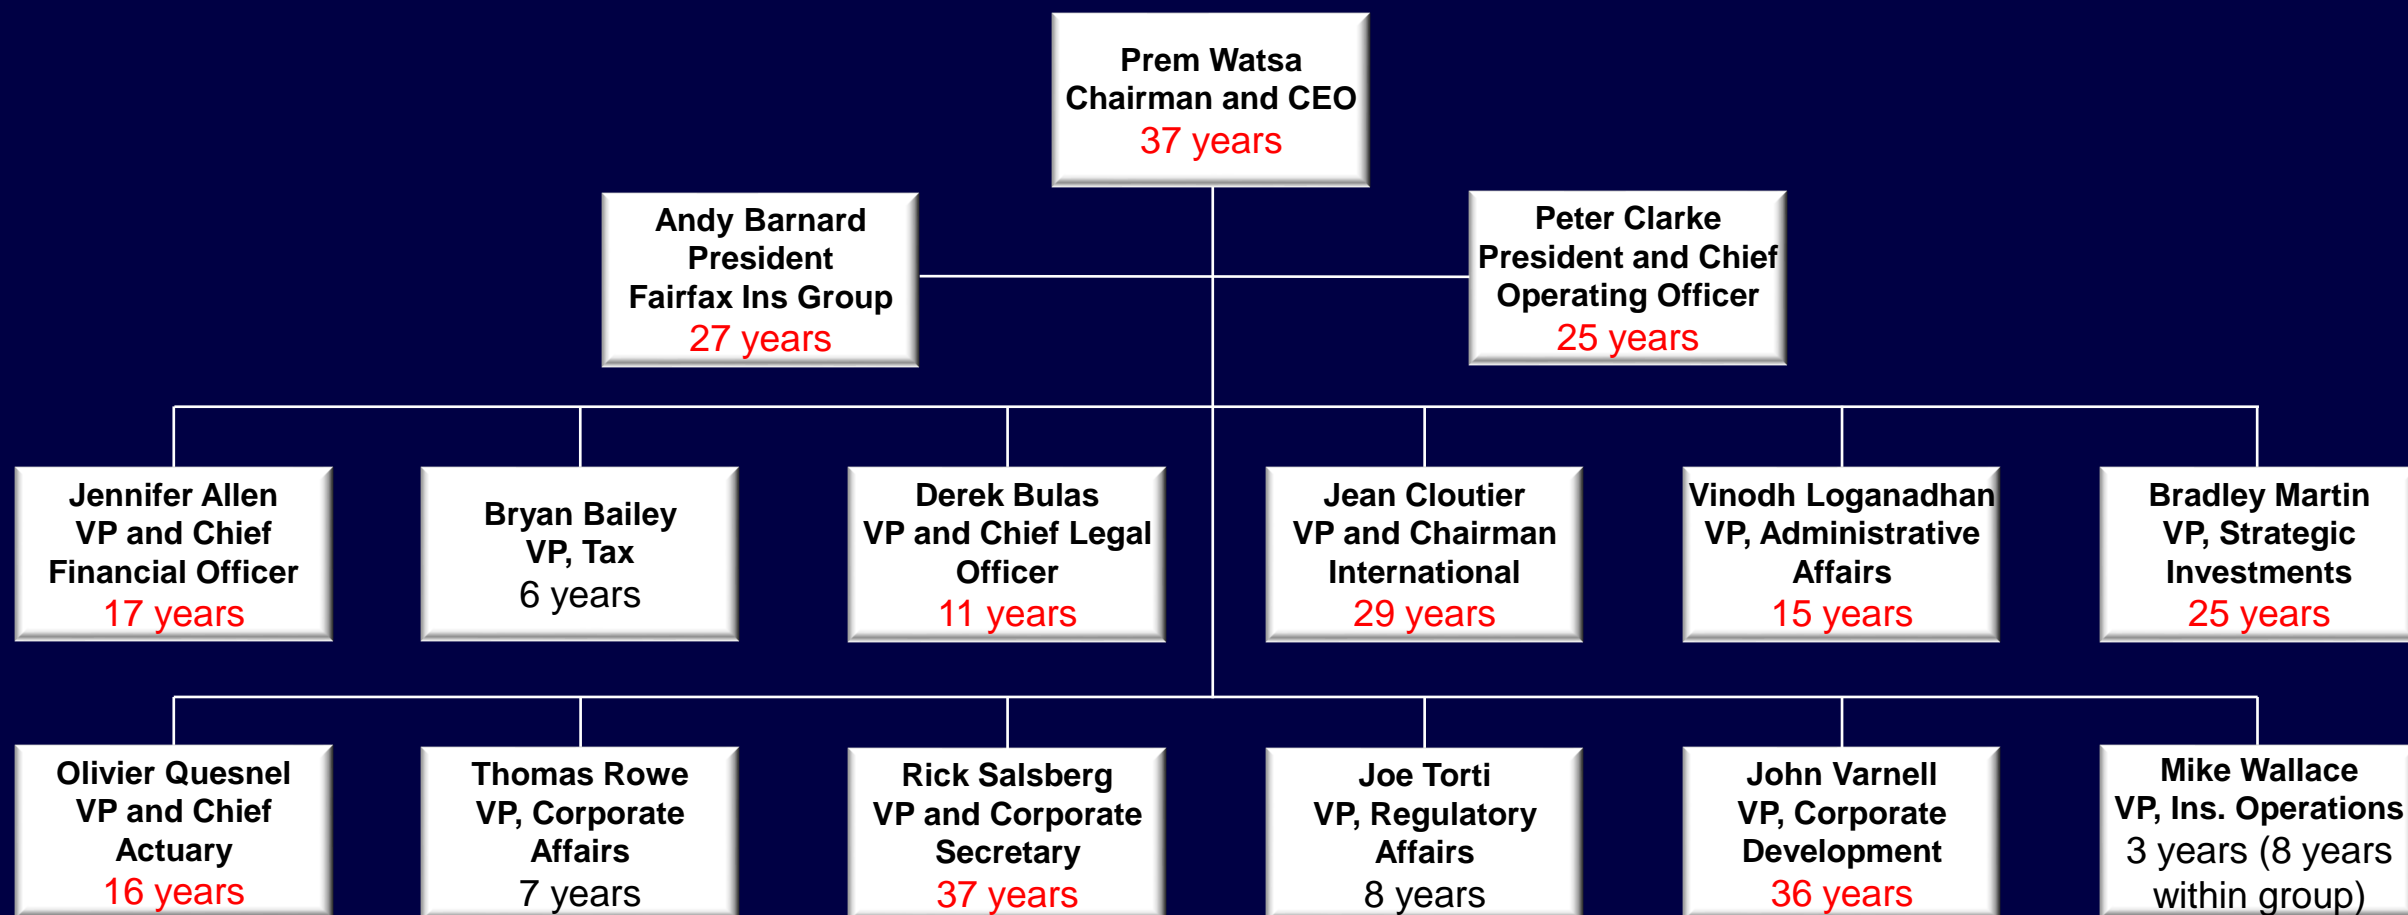 Prem Watsa
Chairman and CEO
37 years
Andy Barnard
President
Fairfax Ins Group
27 years
Peter Clarke
President and Chief
Operating Officer
25 years
Jennifer Allen
VP and Chief
Financial Officer
17 years
Bryan Bailey
VP, Tax
6 years
Derek Bulas
VP and Chief Legal
Officer
11 years
Jean Cloutier
VP and Chairman
International
29 years
Vinodh Loganadhan
VP, Administrative
Affairs
15 years
Bradley Martin
VP, Strategic
Investments
25 years
Olivier Quesnel
VP and Chief
Actuary
16 years
Thomas Rowe
VP, Corporate
Affairs
7 years
Rick Salsberg
VP and Corporate
Secretary
37 years
Joe Torti
VP, Regulatory
Affairs
8 years
John Varnell
VP, Corporate
Development
36 years
Mike Wallace
VP, Ins. Operations
3 years (8 years
within group)